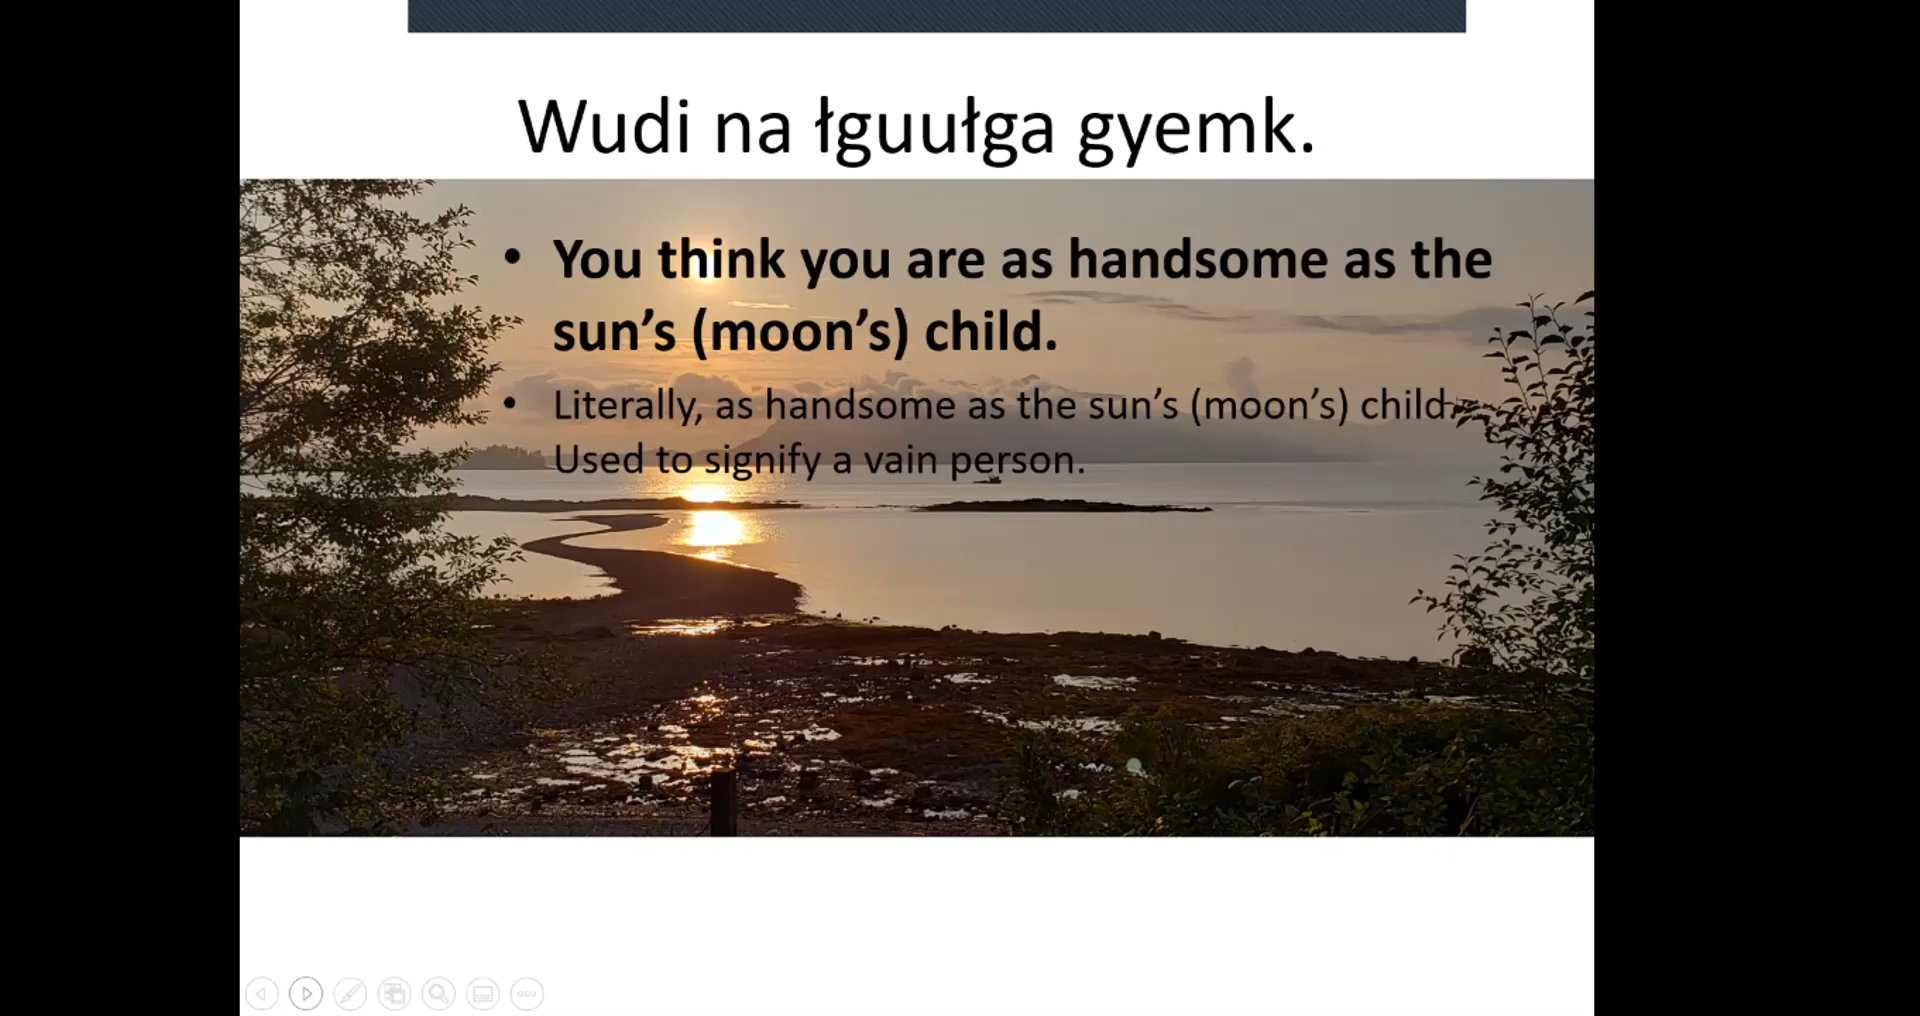 Wudi na łguułga gyemk.
• You think you are as handsome as the
sun’s (moon’s) child.
• Literally, as handsome as the sun’s (moon’s) child.
Used to signify a vain person.